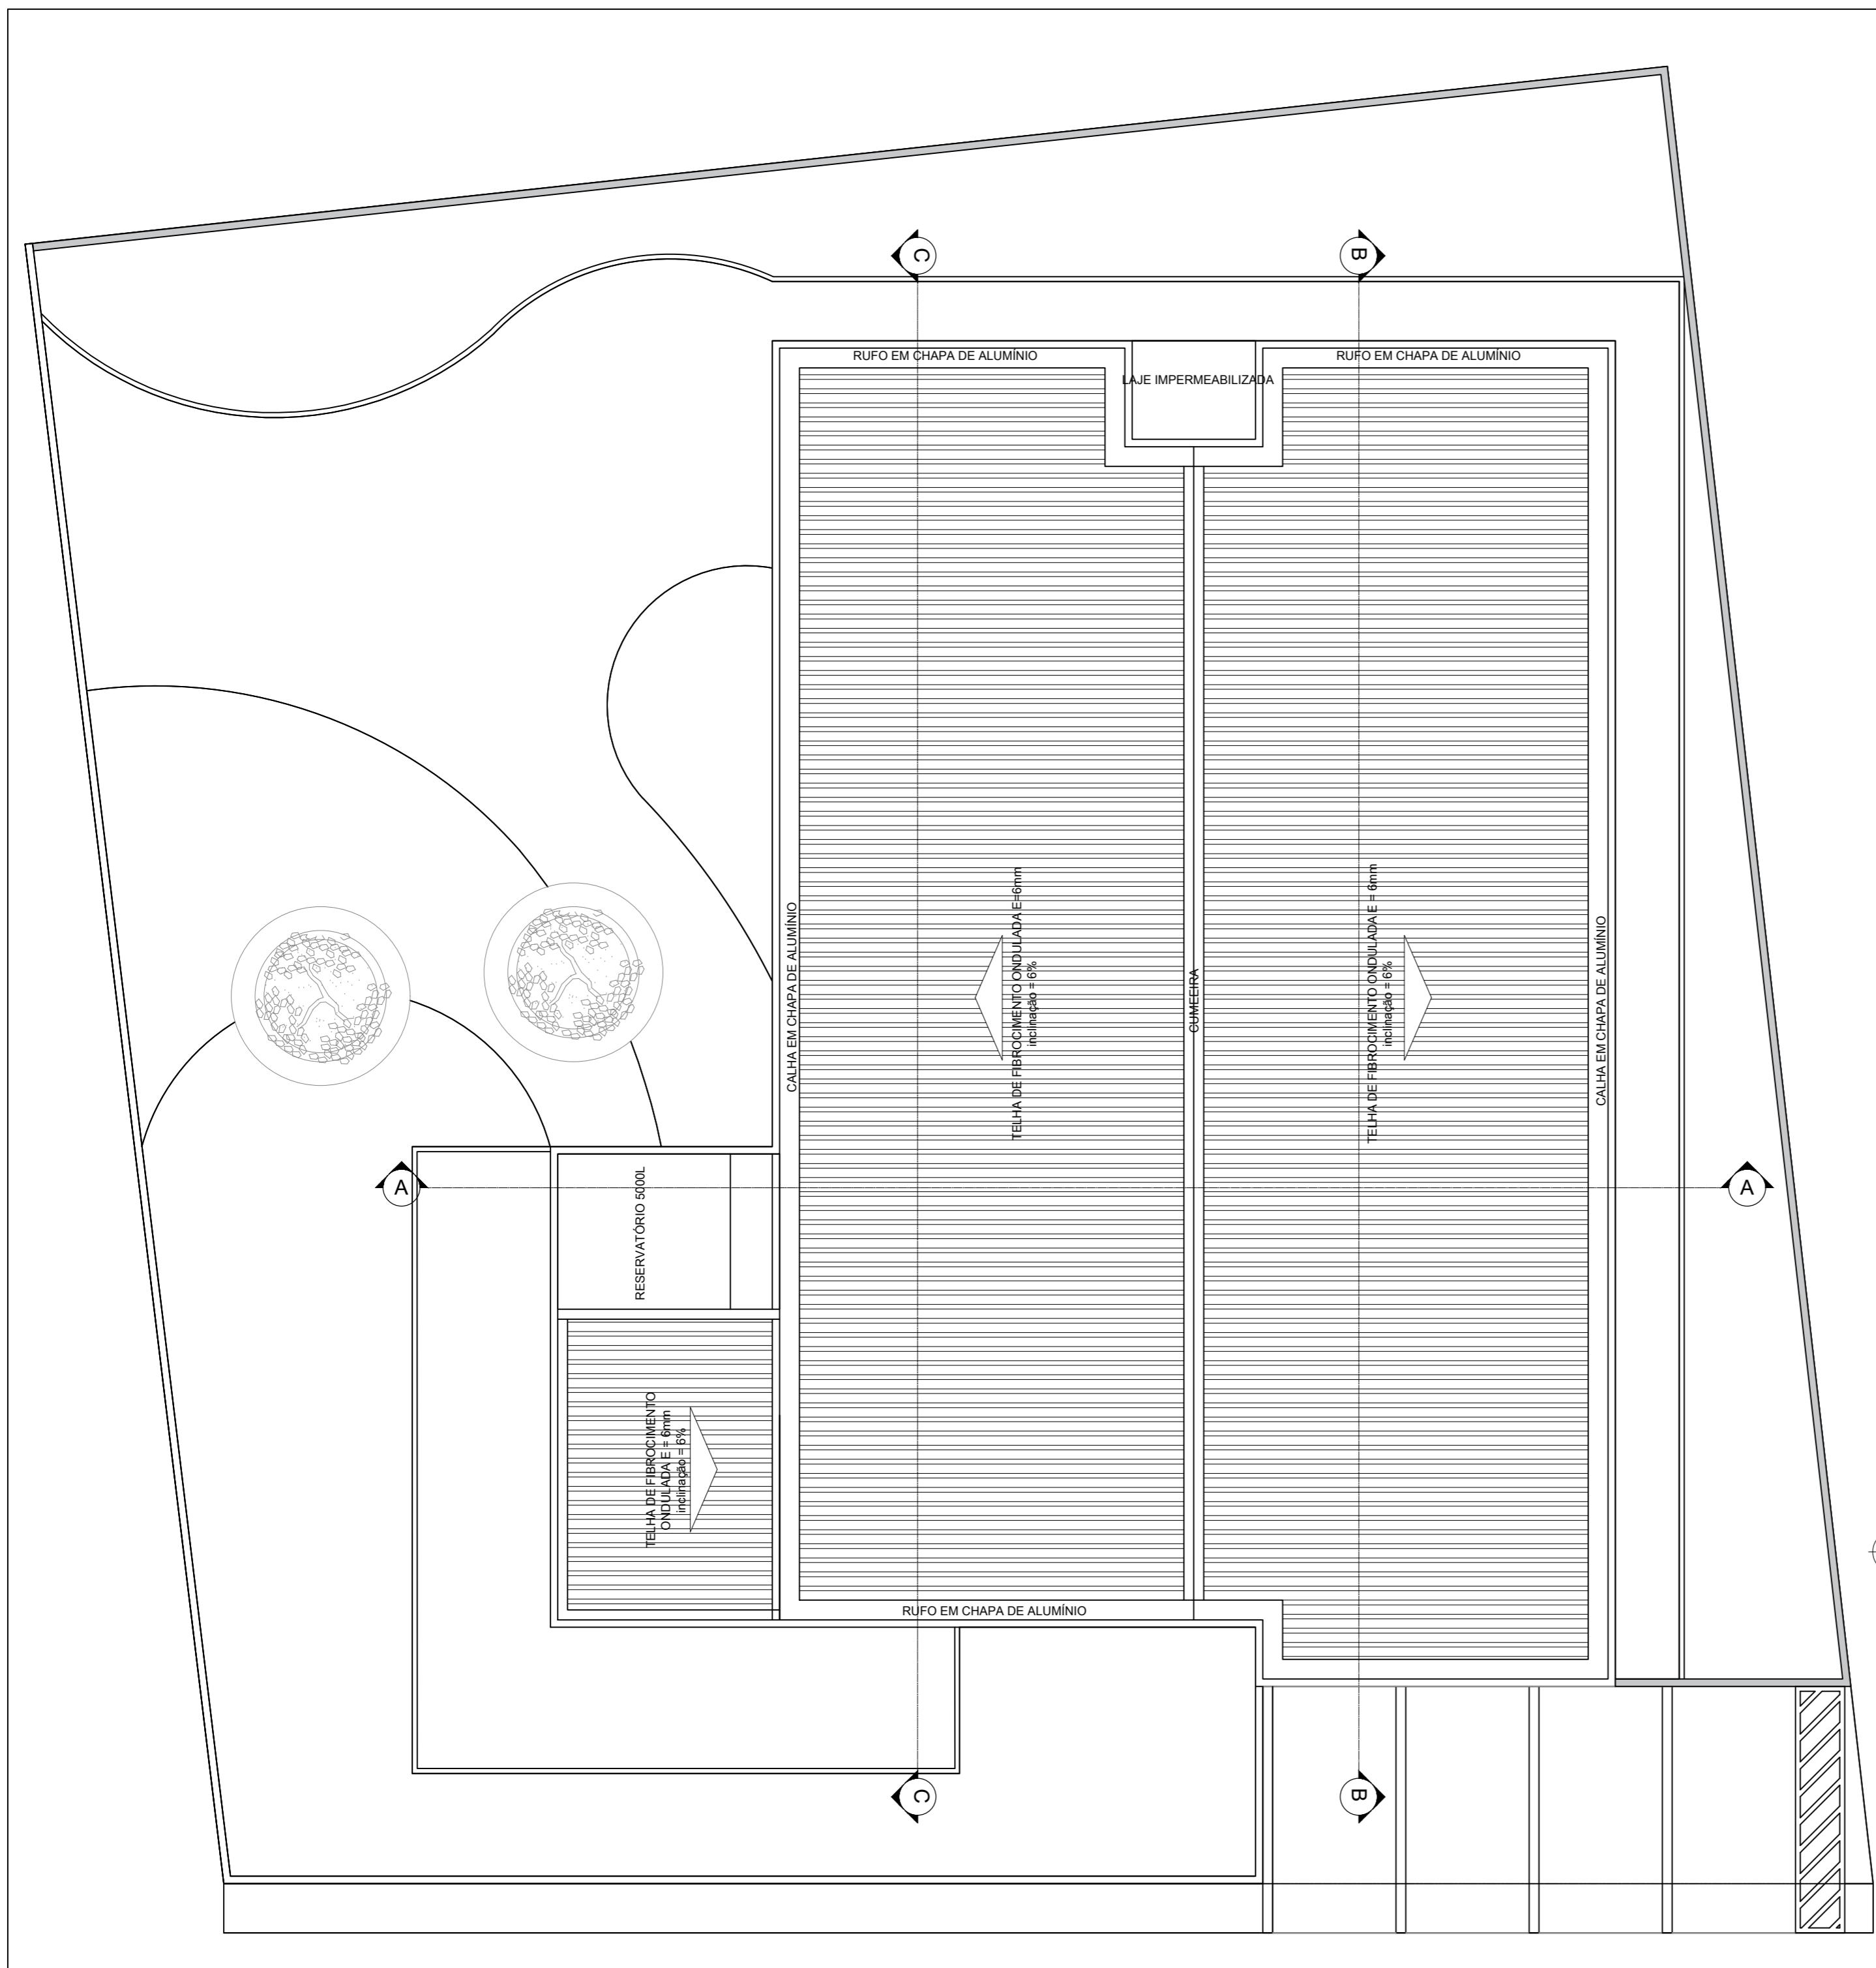 C
B
RUFO EM CHAPA DE ALUMÍNIO
RUFO EM CHAPA DE ALUMÍNIO
LAJE IMPERMEABILIZADA
CALHA EM CHAPA DE ALUMÍNIO
TELHA DE FIBROCIMENTO ONDULADA E=6mm
inclinação = 6%
CUMEEIRA
TELHA DE FIBROCIMENTO ONDULADA E = 6mm
inclinação = 6%
CALHA EM CHAPA DE ALUMÍNIO
A
A
RESERVATÓRIO 5000L
TELHA DE FIBROCIMENTO
ONDULADA E = 6mm
inclinação = 6%
RUFO EM CHAPA DE ALUMÍNIO
C
B